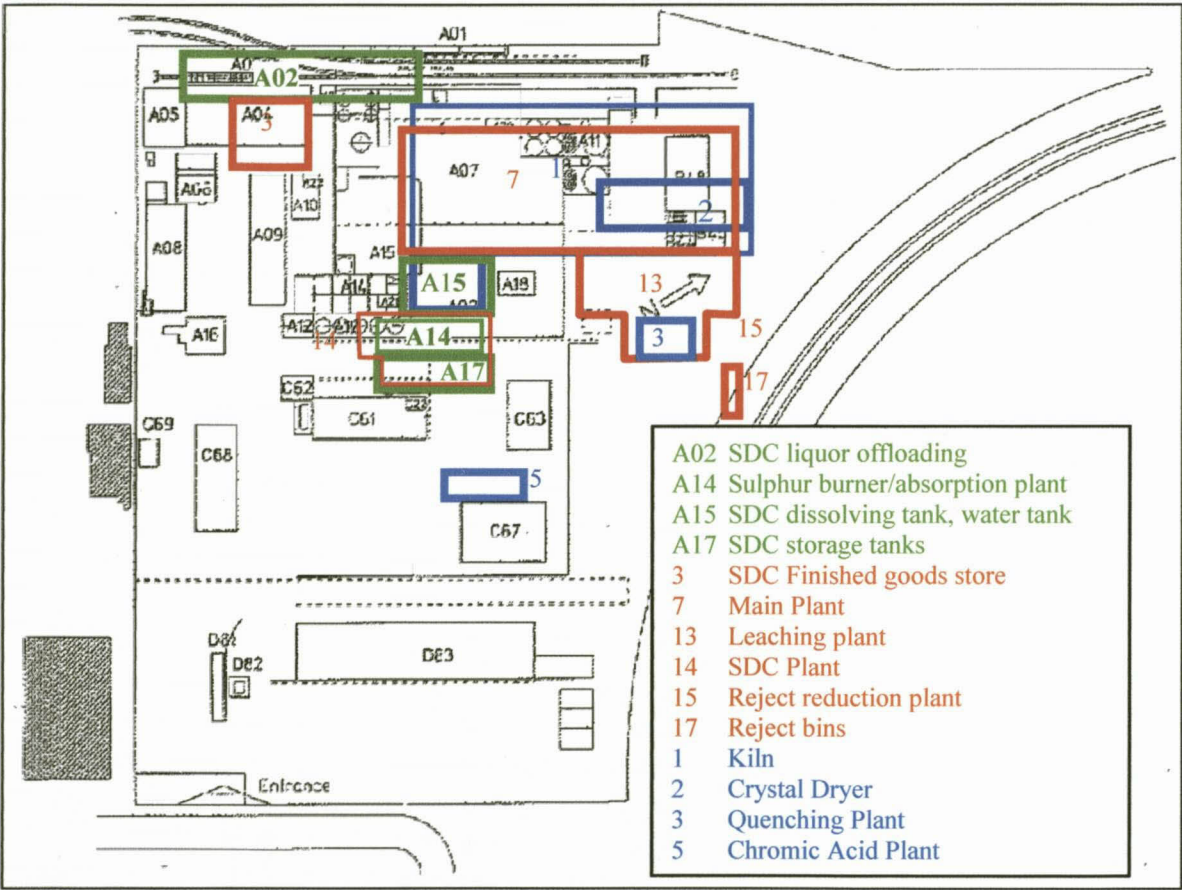 A01
A02
A05
A04
3
A07
A11
1
7
2
A06
A10
A08
A09
A15
13
N
A14
A15
A18
A12
14
A14
3
15
A16
A17
17
C62
C61
C63
C69
C68
5
C67
D82
D83
Entrance
A02 SDC liquor offloading
A14 Sulphur burner/absorption plant
A15 SDC dissolving tank, water tank
A17 SDC storage tanks
3 SDC Finished goods store
7 Main Plant
13 Leaching plant
14 SDC Plant
15 Reject reduction plant
17 Reject bins
1 Kiln
2 Crystal Dryer
3 Quenching Plant
5 Chromic Acid Plant